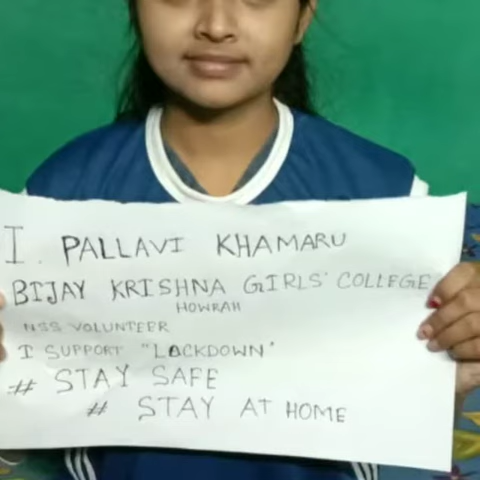 I. PALLAVI KHAMARU
BIJAY KRISHNA GIRLS' COLLEGE
HOWRAH
NSS VOLUNTEER
I SUPPORT "LOCKDOWN"
# STAY SAFE
# STAY AT HOME